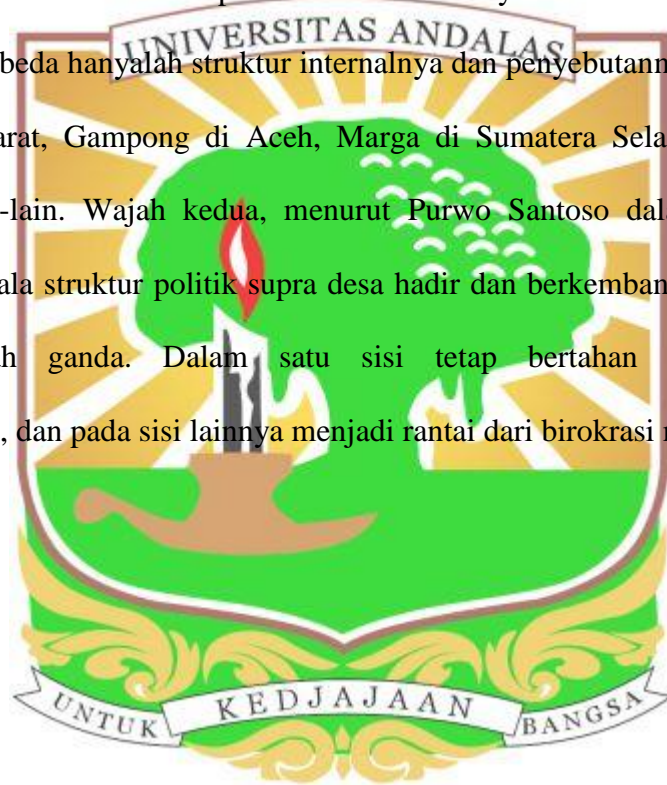 UNIVERSITAS ANDALAS
beda hanyalah struktur internalnya dan penyebutann
arat, Gampong di Aceh, Marga di Sumatera Sela
-lain. Wajah kedua, menurut Purwo Santoso dal
ala struktur politik supra desa hadir dan berkemban
h ganda. Dalam satu sisi tetap bertahan
, dan pada sisi lainnya menjadi rantai dari birokrasi
UNTUK KEDJAJAAN BANGSA